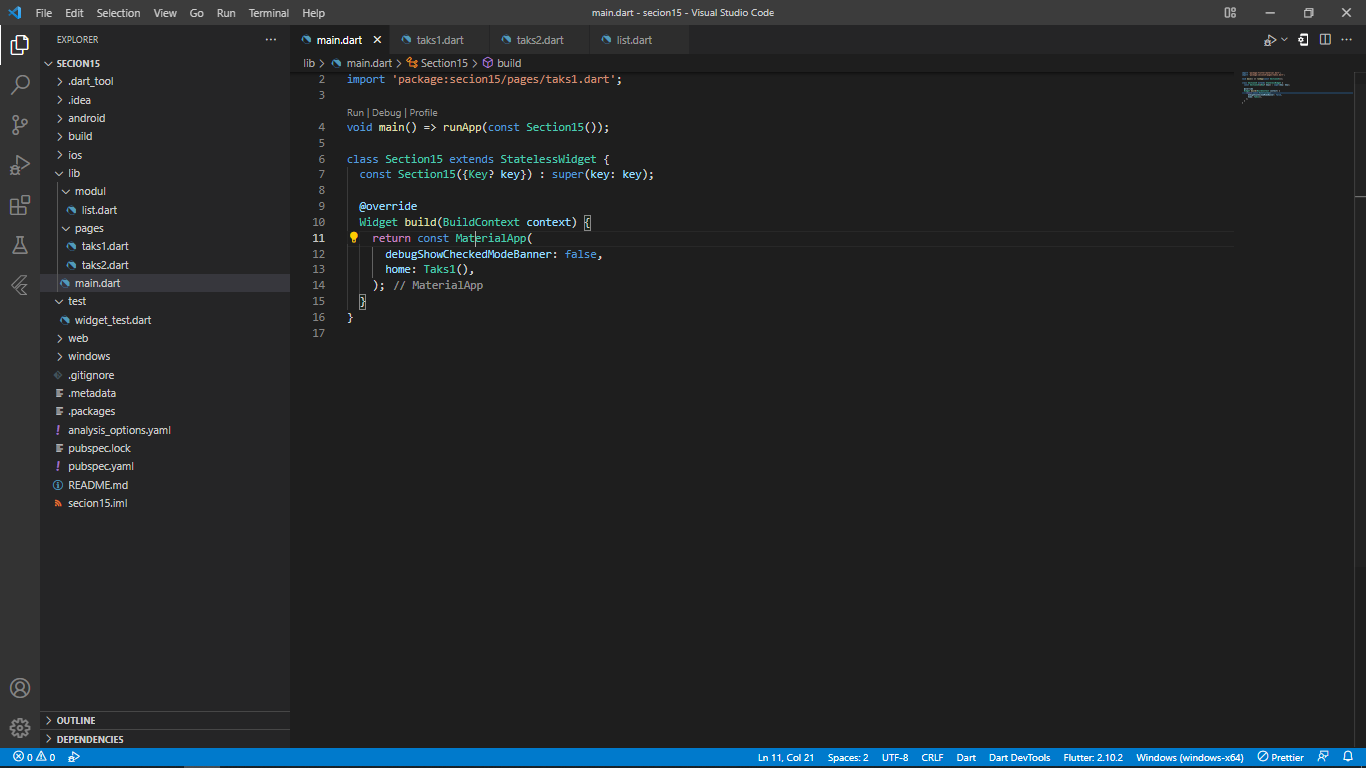 File Edit Selection View Go Run Terminal Help main.dart - secion15 - Visual Studio Code
EXPLORER
SECION15
.dart_tool
.idea
android
build
ios
lib
modul
list.dart
pages
taks1.dart
taks2.dart
main.dart
test
widget_test.dart
web
windows
.gitignore
.metadata
.packages
analysis_options.yaml
pubspec.lock
pubspec.yaml
README.md
secion15.iml
OUTLINE
DEPENDENCIES
main.dart taks1.dart taks2.dart list.dart
lib > main.dart > Section15 > build
2 import 'package:secion15/pages/taks1.dart';
3
Run | Debug | Profile
4 void main() => runApp(const Section15());
5
6 class Section15 extends StatelessWidget {
7 const Section15({Key? key}) : super(key: key);
8
9 @override
10 Widget build(BuildContext context) {
11 return const MaterialApp(
12 debugShowCheckedModeBanner: false,
13 home: Taks1(),
14 ); // MaterialApp
15 }
16 }
17
0 0 Ln 11, Col 21 Spaces: 2 UTF-8 CRLF Dart Dart DevTools Flutter: 2.10.2 Windows (windows-x64) Prettier